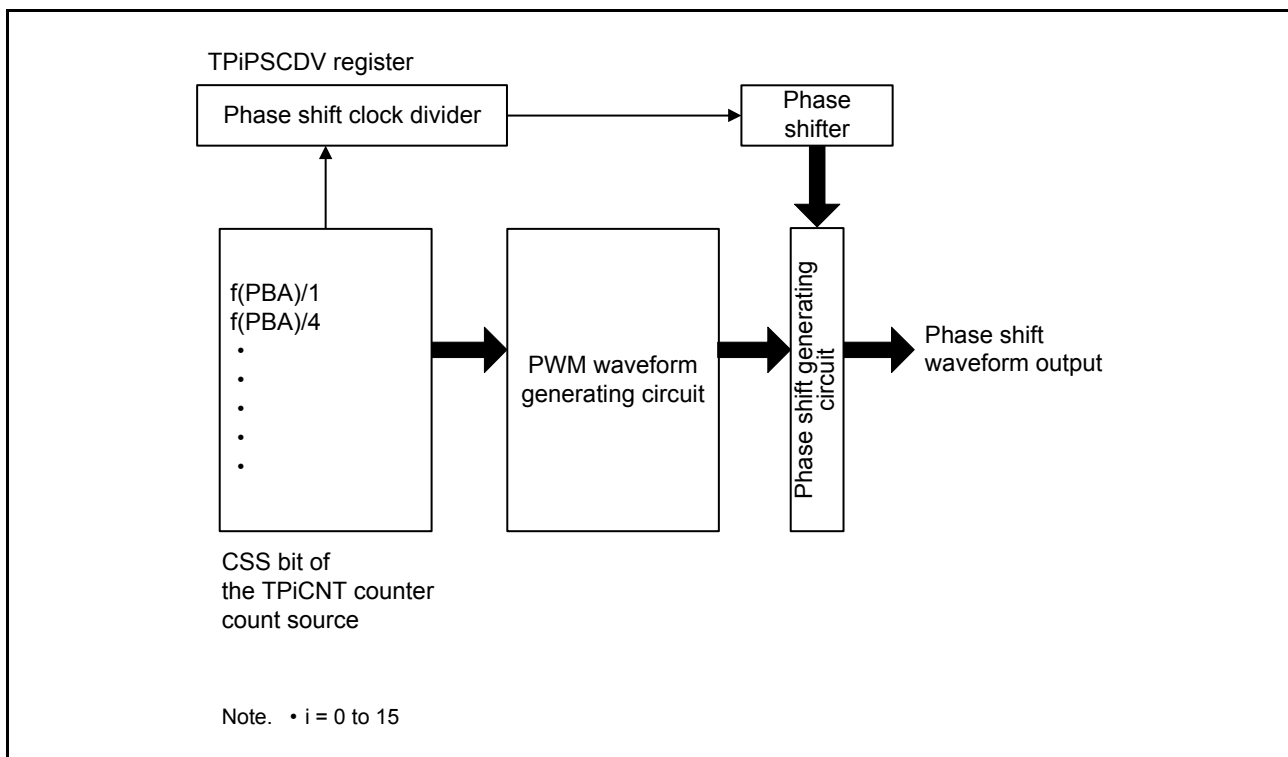 TPiPSCDV register
Phase shift clock divider
Phase
shifter
f(PBA)/1
f(PBA)/4
•
•
•
•
•
PWM waveform
generating circuit
Phase shift generating
circuit
Phase shift
waveform output
CSS bit of
the TPiCNT counter
count source
Note. • i = 0 to 15